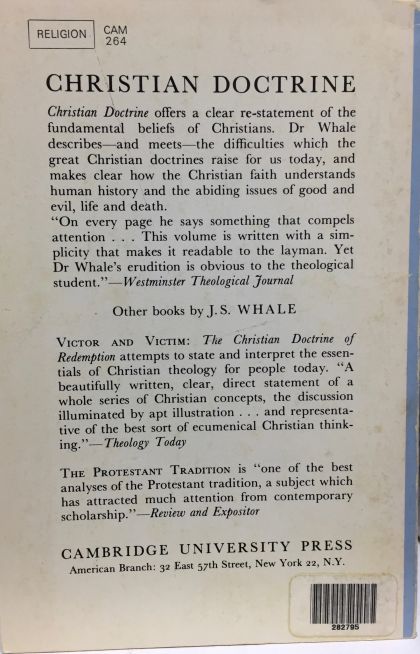 RELIGION
CAM
264
CHRISTIAN DOCTRINE
Christian Doctrine offers a clear re-statement of the
fundamental beliefs of Christians. Dr Whale
describes—and meets—the difficulties which the
great Christian doctrines raise for us today, and
makes clear how the Christian faith understands
human history and the abiding issues of good and
evil, life and death.
"On every page he says something that compels
attention . . . This volume is written with a sim-
plicity that makes it readable to the layman. Yet
Dr Whale's erudition is obvious to the theological
student."—Westminster Theological Journal
Other books by J.S. WHALE
VICTOR AND VICTIM: The Christian Doctrine of
Redemption attempts to state and interpret the essen-
tials of Christian theology for people today. "A
beautifully written, clear, direct statement of a
whole series of Christian concepts, the discussion
illuminated by apt illustration . . . and representa-
tive of the best sort of ecumenical Christian think-
ing."—Theology Today
THE PROTESTANT TRADITION is "one of the best
analyses of the Protestant tradition, a subject which
has attracted much attention from contemporary
scholarship."—Review and Expositor
CAMBRIDGE UNIVERSITY PRESS
American Branch: 32 East 57th Street, New York 22, N.Y.
282795